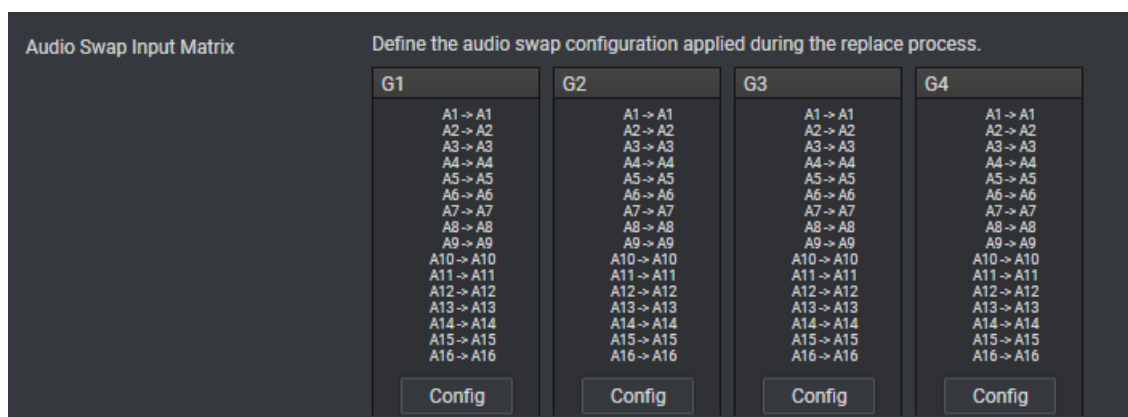 Audio Swap Input Matrix
Define the audio swap configuration applied during the replace process.
G1
A1 -> A1
A2 -> A2
A3 -> A3
A4 -> A4
A5 -> A5
A6 -> A6
A7 -> A7
A8 -> A8
A9 -> A9
A10 -> A10
A11 -> A11
A12 -> A12
A13 -> A13
A14 -> A14
A15 -> A15
A16 -> A16
Config
G2
A1 -> A1
A2 -> A2
A3 -> A3
A4 -> A4
A5 -> A5
A6 -> A6
A7 -> A7
A8 -> A8
A9 -> A9
A10 -> A10
A11 -> A11
A12 -> A12
A13 -> A13
A14 -> A14
A15 -> A15
A16 -> A16
Config
G3
A1 -> A1
A2 -> A2
A3 -> A3
A4 -> A4
A5 -> A5
A6 -> A6
A7 -> A7
A8 -> A8
A9 -> A9
A10 -> A10
A11 -> A11
A12 -> A12
A13 -> A13
A14 -> A14
A15 -> A15
A16 -> A16
Config
G4
A1 -> A1
A2 -> A2
A3 -> A3
A4 -> A4
A5 -> A5
A6 -> A6
A7 -> A7
A8 -> A8
A9 -> A9
A10 -> A10
A11 -> A11
A12 -> A12
A13 -> A13
A14 -> A14
A15 -> A15
A16 -> A16
Config